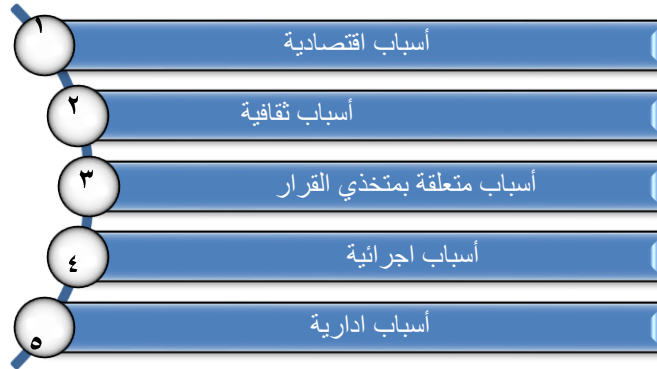 ١ أسباب اقتصادية
٢ أسباب ثقافية
٣ أسباب متعلقة بمتخذي القرار
٤ أسباب اجرائية
٥ أسباب ادارية